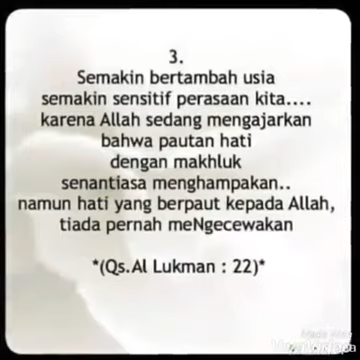 3.
Semakin bertambah usia
semakin sensitif perasaan kita....
karena Allah sedang mengajarkan
bahwa pautan hati
dengan makhluk
senantiasa menghampakan..
namun hati yang berpaut kepada Allah,
tiada pernah meNgecewakan
*(Qs.Al Lukman : 22)*